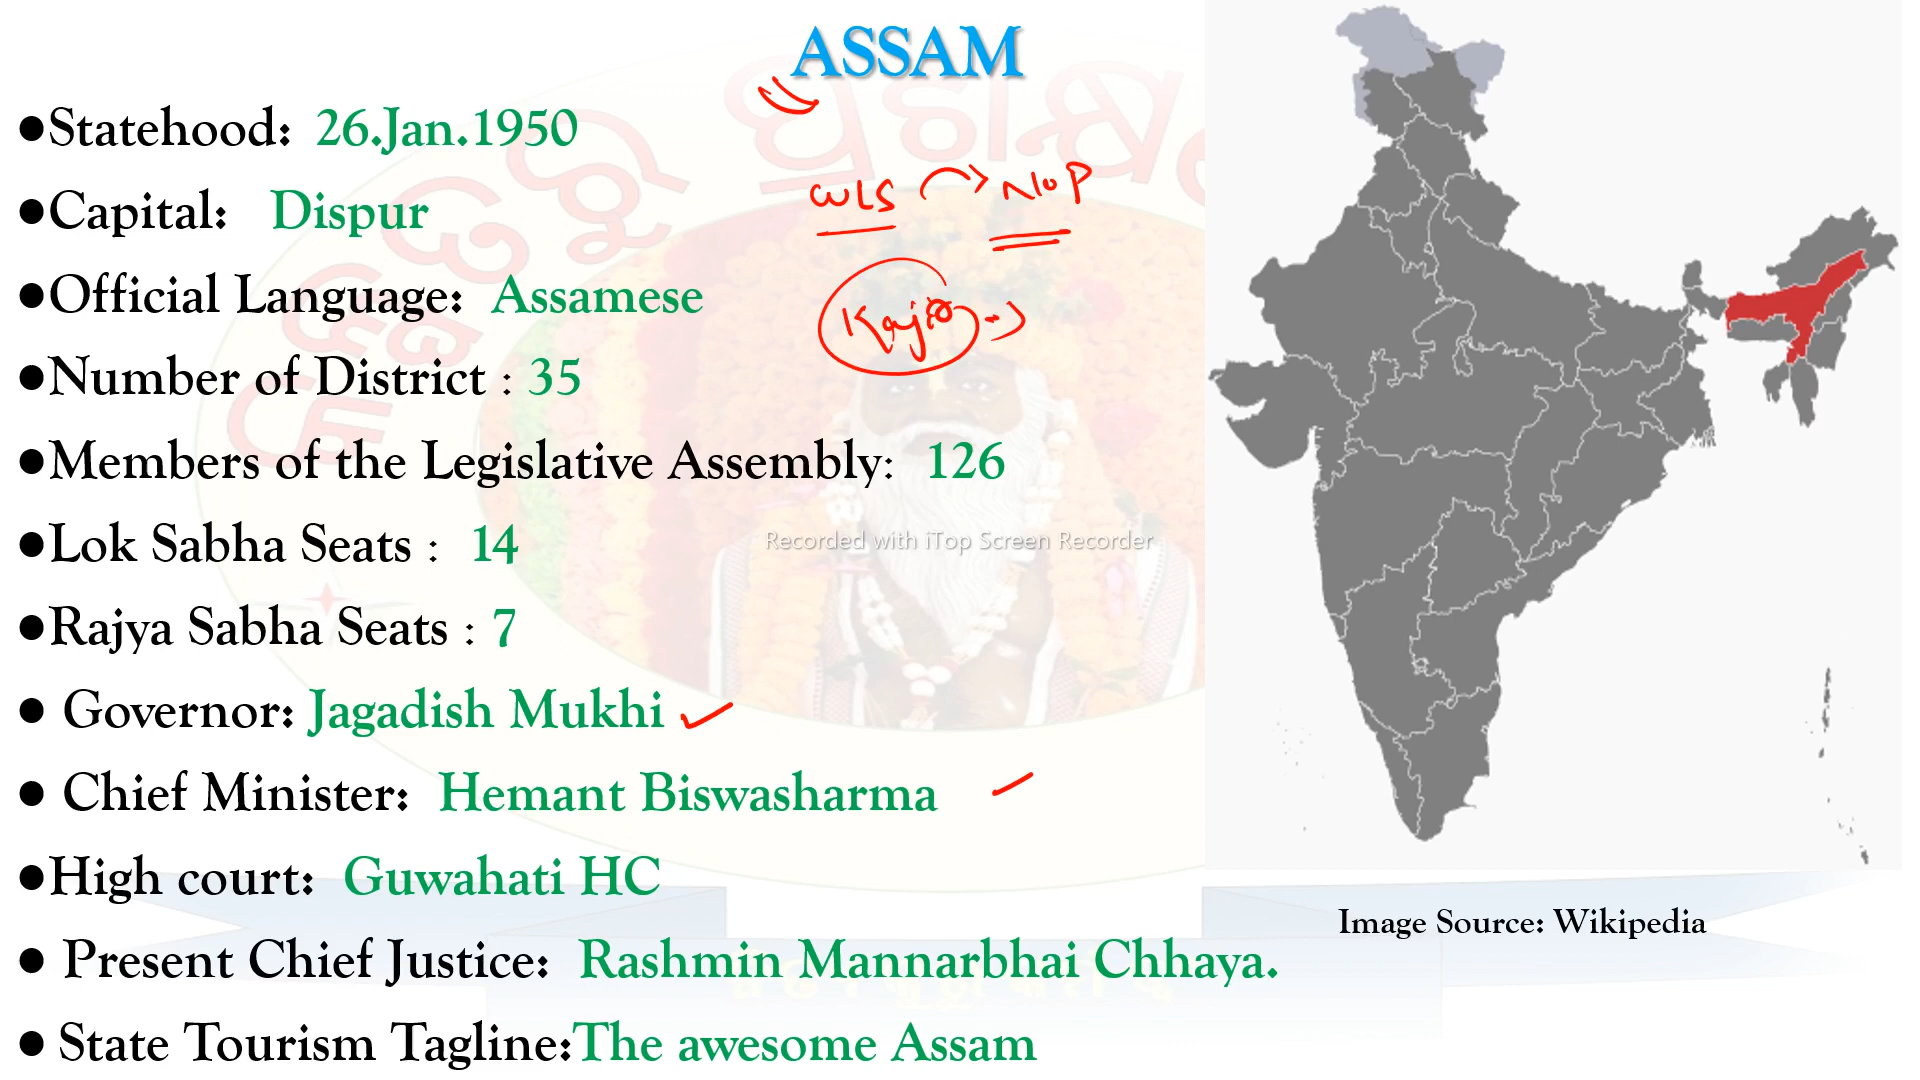 ASSAM
●Statehood: 26.Jan.1950
●Capital: Dispur
●Official Language: Assamese
●Number of District : 35
●Members of the Legislative Assembly: 126
●Lok Sabha Seats : 14
●Rajya Sabha Seats : 7
● Governor: Jagadish Mukhi
● Chief Minister: Hemant Biswasharma
●High court: Guwahati HC
● Present Chief Justice: Rashmin Mannarbhai Chhaya.
● State Tourism Tagline:The awesome Assam
WLS → N10P
Recorded with iTop Screen Recorder
Image Source: Wikipedia